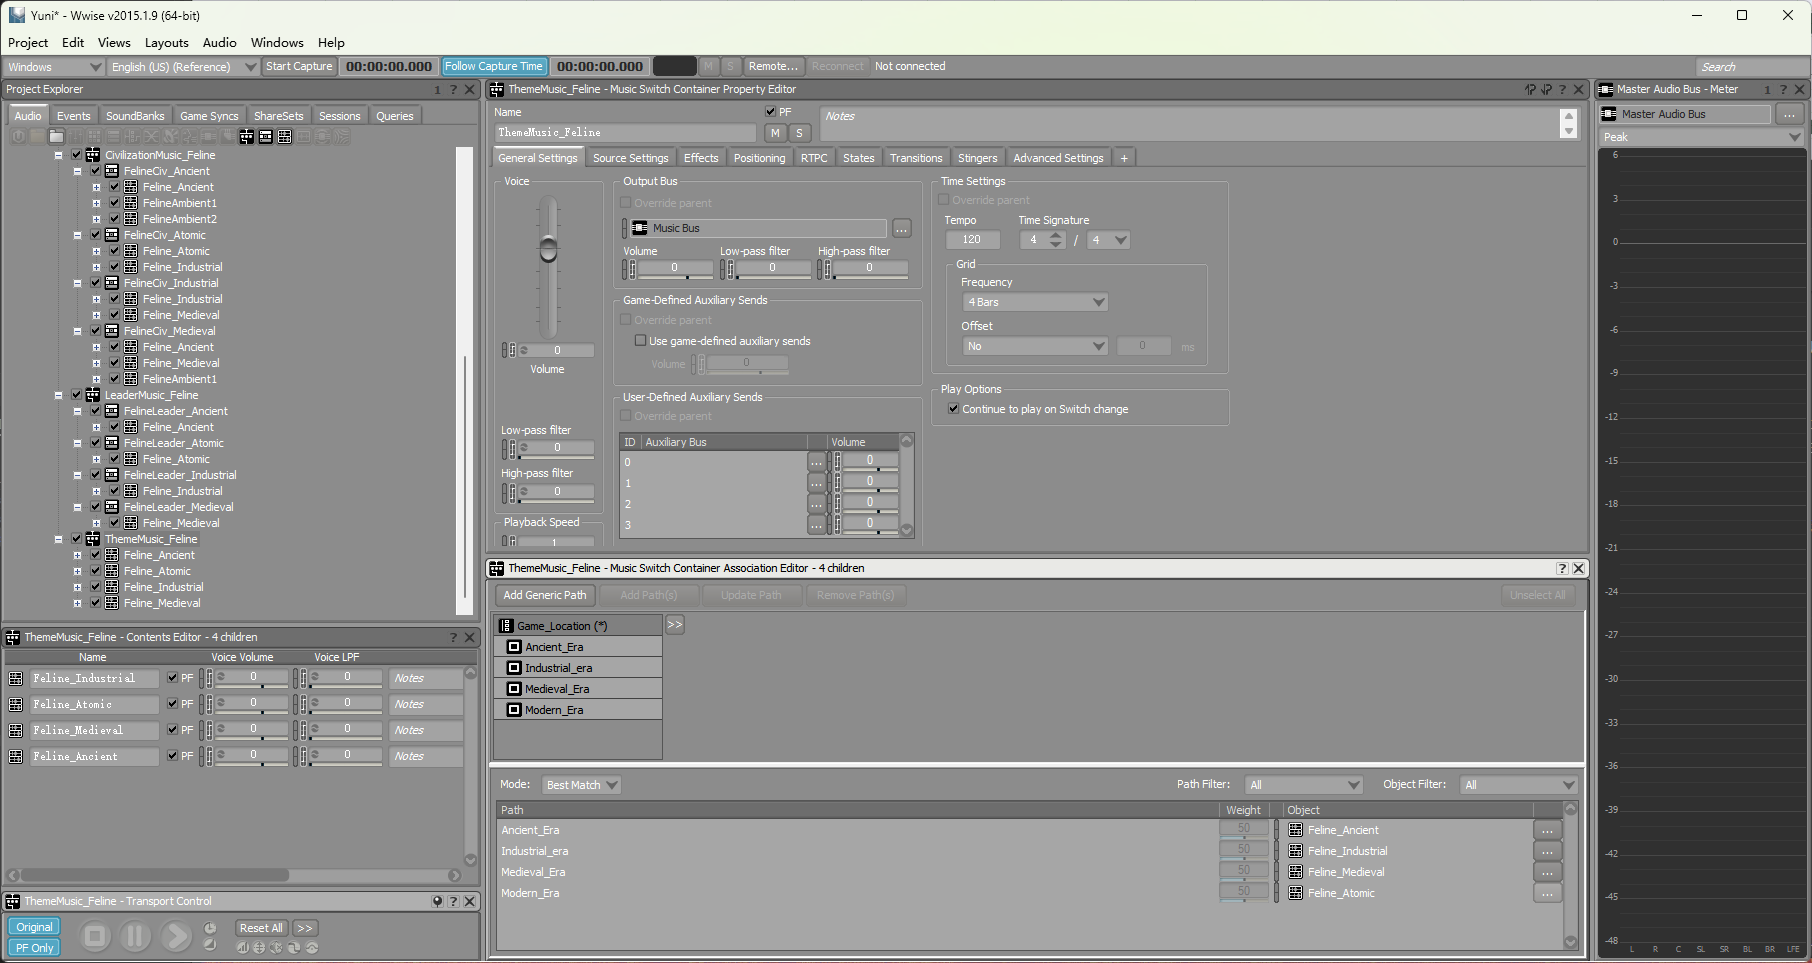 Yuni* - Wwise v2015.1.9 (64-bit)
Project Edit Views Layouts Audio Windows Help
Windows English (US) (Reference) Start Capture 00:00:00.000 Follow Capture Time 00:00:00.000 M S Remote... Reconnect Not connected Search
Project Explorer 1 ? X
Audio Events SoundBanks Game Syncs ShareSets Sessions Queries
CivilizationMusic_Feline
FelineCiv_Ancient
Feline_Ancient
FelineAmbient1
FelineAmbient2
FelineCiv_Atomic
Feline_Atomic
Feline_Industrial
FelineCiv_Industrial
Feline_Industrial
Feline_Medieval
FelineCiv_Medieval
Feline_Ancient
Feline_Medieval
FelineAmbient1
LeaderMusic_Feline
FelineLeader_Ancient
Feline_Ancient
FelineLeader_Atomic
Feline_Atomic
FelineLeader_Industrial
Feline_Industrial
FelineLeader_Medieval
Feline_Medieval
ThemeMusic_Feline
Feline_Ancient
Feline_Atomic
Feline_Industrial
Feline_Medieval
ThemeMusic_Feline - Contents Editor - 4 children ?
Name Voice Volume Voice LPF
Feline_Industrial PF 0 0 Notes
Feline_Atomic PF 0 0 Notes
Feline_Medieval PF 0 0 Notes
Feline_Ancient PF 0 0 Notes
ThemeMusic_Feline - Transport Control ?
Original
PF Only
Reset All >>
ThemeMusic_Feline - Music Switch Container Property Editor ?
Name PF Notes
ThemeMusic_Feline M S
General Settings Source Settings Effects Positioning RTPC States Transitions Stingers Advanced Settings +
Voice
0
Volume
Low-pass filter
0
High-pass filter
0
Playback Speed
1
Output Bus
Override parent
Music Bus ...
Volume Low-pass filter High-pass filter
0 0 0
Game-Defined Auxiliary Sends
Override parent
Use game-defined auxiliary sends
Volume 0
User-Defined Auxiliary Sends
Override parent
ID Auxiliary Bus Volume
0 ... 0
1 ... 0
2 ... 0
3 ... 0
Time Settings
Override parent
Tempo Time Signature
120 4 / 4
Grid
Frequency
4 Bars
Offset
No 0 ms
Play Options
Continue to play on Switch change
ThemeMusic_Feline - Music Switch Container Association Editor - 4 children ?
Add Generic Path Add Path(s) Update Path Remove Path(s) Unselect All
Game_Location (*) >>
Ancient_Era
Industrial_era
Medieval_Era
Modern_Era
Mode: Best Match Path Filter: All Object Filter: All
Path Weight Object
Ancient_Era 50 Feline_Ancient ...
Industrial_era 50 Feline_Industrial ...
Medieval_Era 50 Feline_Medieval ...
Modern_Era 50 Feline_Atomic ...
Master Audio Bus - Meter 1 ?
Master Audio Bus ...
Peak
6
3
0
-3
-6
-9
-12
-15
-18
-21
-24
-27
-30
-33
-36
-39
-42
-45
-48
L R C SL SR BL BR LFE